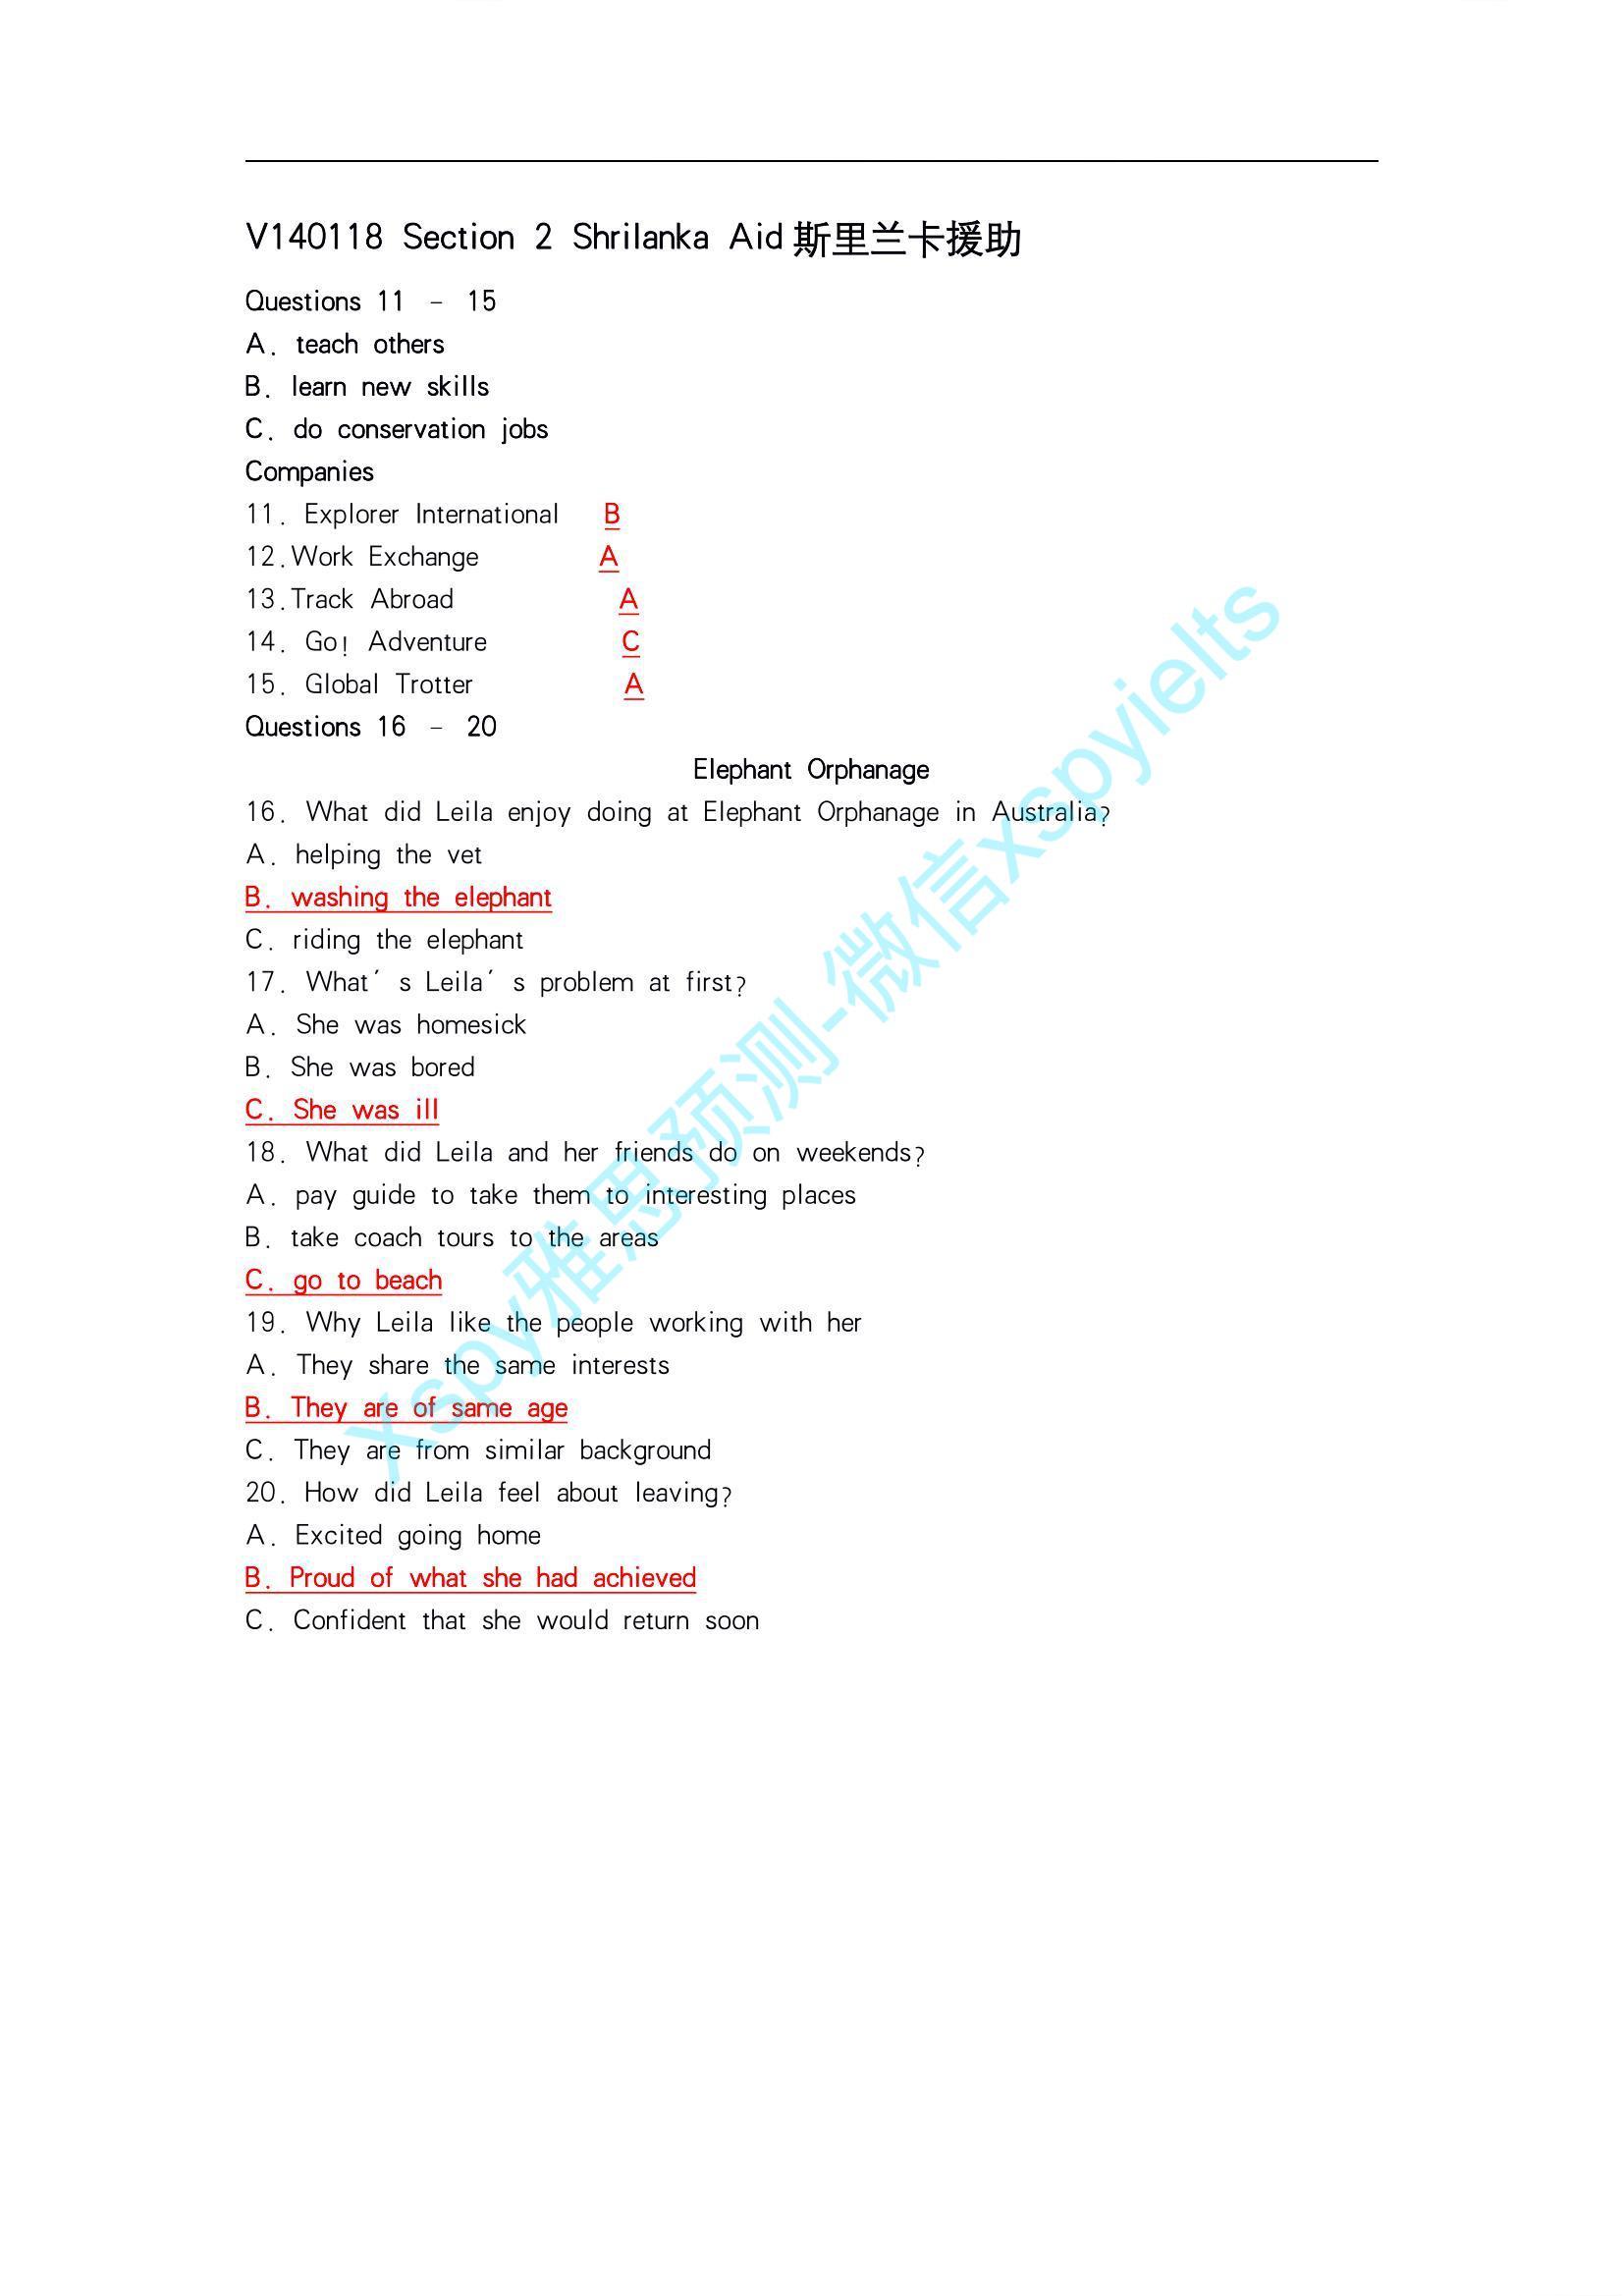 V140118 Section 2 Shrilanka Aid斯里兰卡援助
Questions 11 – 15
A. teach others
B. learn new skills
C. do conservation jobs
Companies
11. Explorer International B
12.Work Exchange A
13.Track Abroad A
14. Go! Adventure C
15. Global Trotter A
Questions 16 – 20
Elephant Orphanage
16. What did Leila enjoy doing at Elephant Orphanage in Australia?
A. helping the vet
B. washing the elephant
C. riding the elephant
17. What′s Leila′s problem at first?
A. She was homesick
B. She was bored
C. She was ill
18. What did Leila and her friends do on weekends?
A. pay guide to take them to interesting places
B. take coach tours to the areas
C. go to beach
19. Why Leila like the people working with her
A. They share the same interests
B. They are of same age
C. They are from similar background
20. How did Leila feel about leaving?
A. Excited going home
B. Proud of what she had achieved
C. Confident that she would return soon
Xspy雅思预测-微信xspyielts